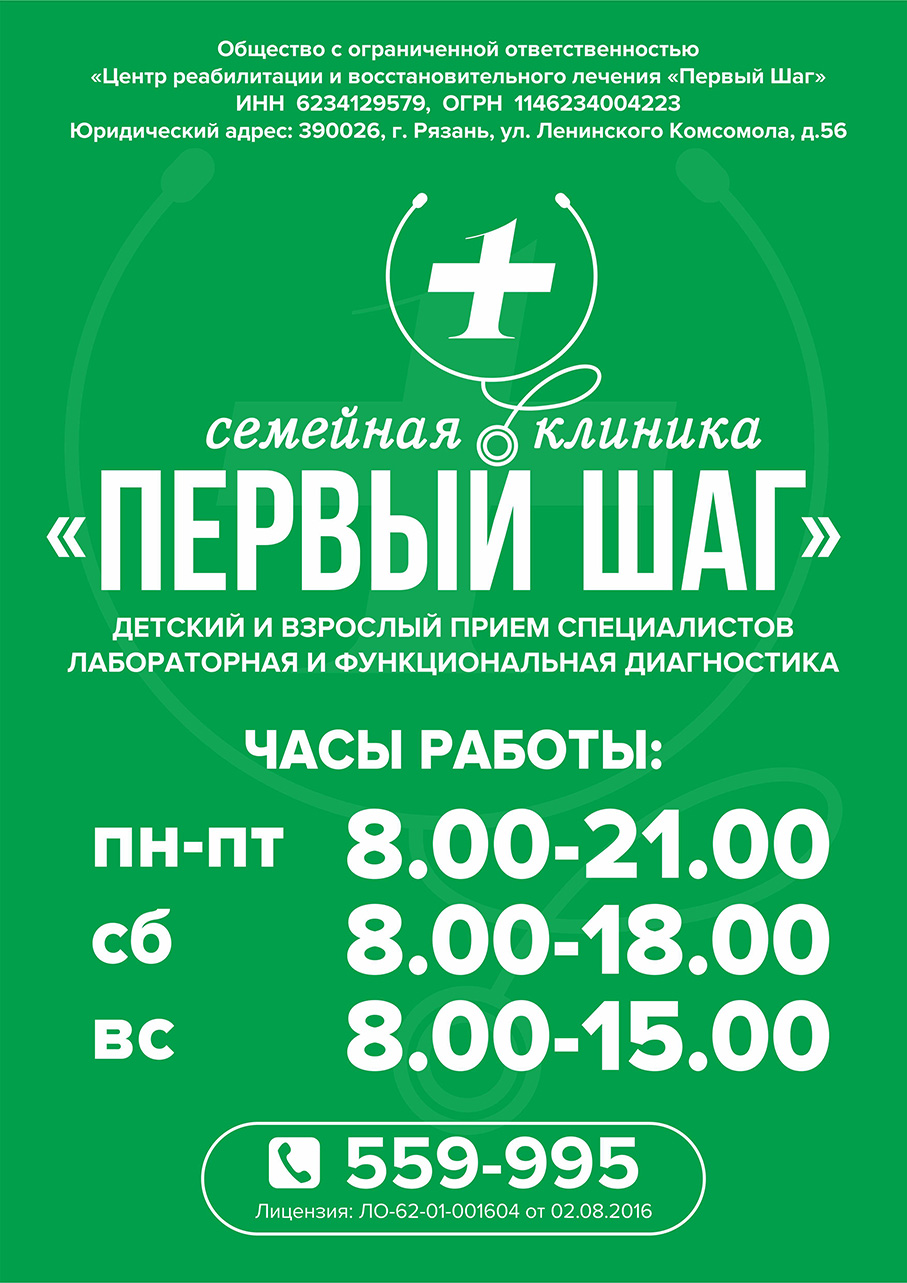 Общество с ограниченной ответственностью
«Центр реабилитации и восстановительного лечения «Первый Шаг»
ИНН 6234129579, ОГРН 1146234004223
Юридический адрес: 390026, г. Рязань, ул. Ленинского Комсомола, д.56
1
семейная клиника
«ПЕРВЫЙ ШАГ»
ДЕТСКИЙ И ВЗРОСЛЫЙ ПРИЕМ СПЕЦИАЛИСТОВ
ЛАБОРАТОРНАЯ И ФУНКЦИОНАЛЬНАЯ ДИАГНОСТИКА
ЧАСЫ РАБОТЫ:
пн-пт 8.00-21.00
сб 8.00-18.00
вс 8.00-15.00
559-995
Лицензия: ЛО-62-01-001604 от 02.08.2016